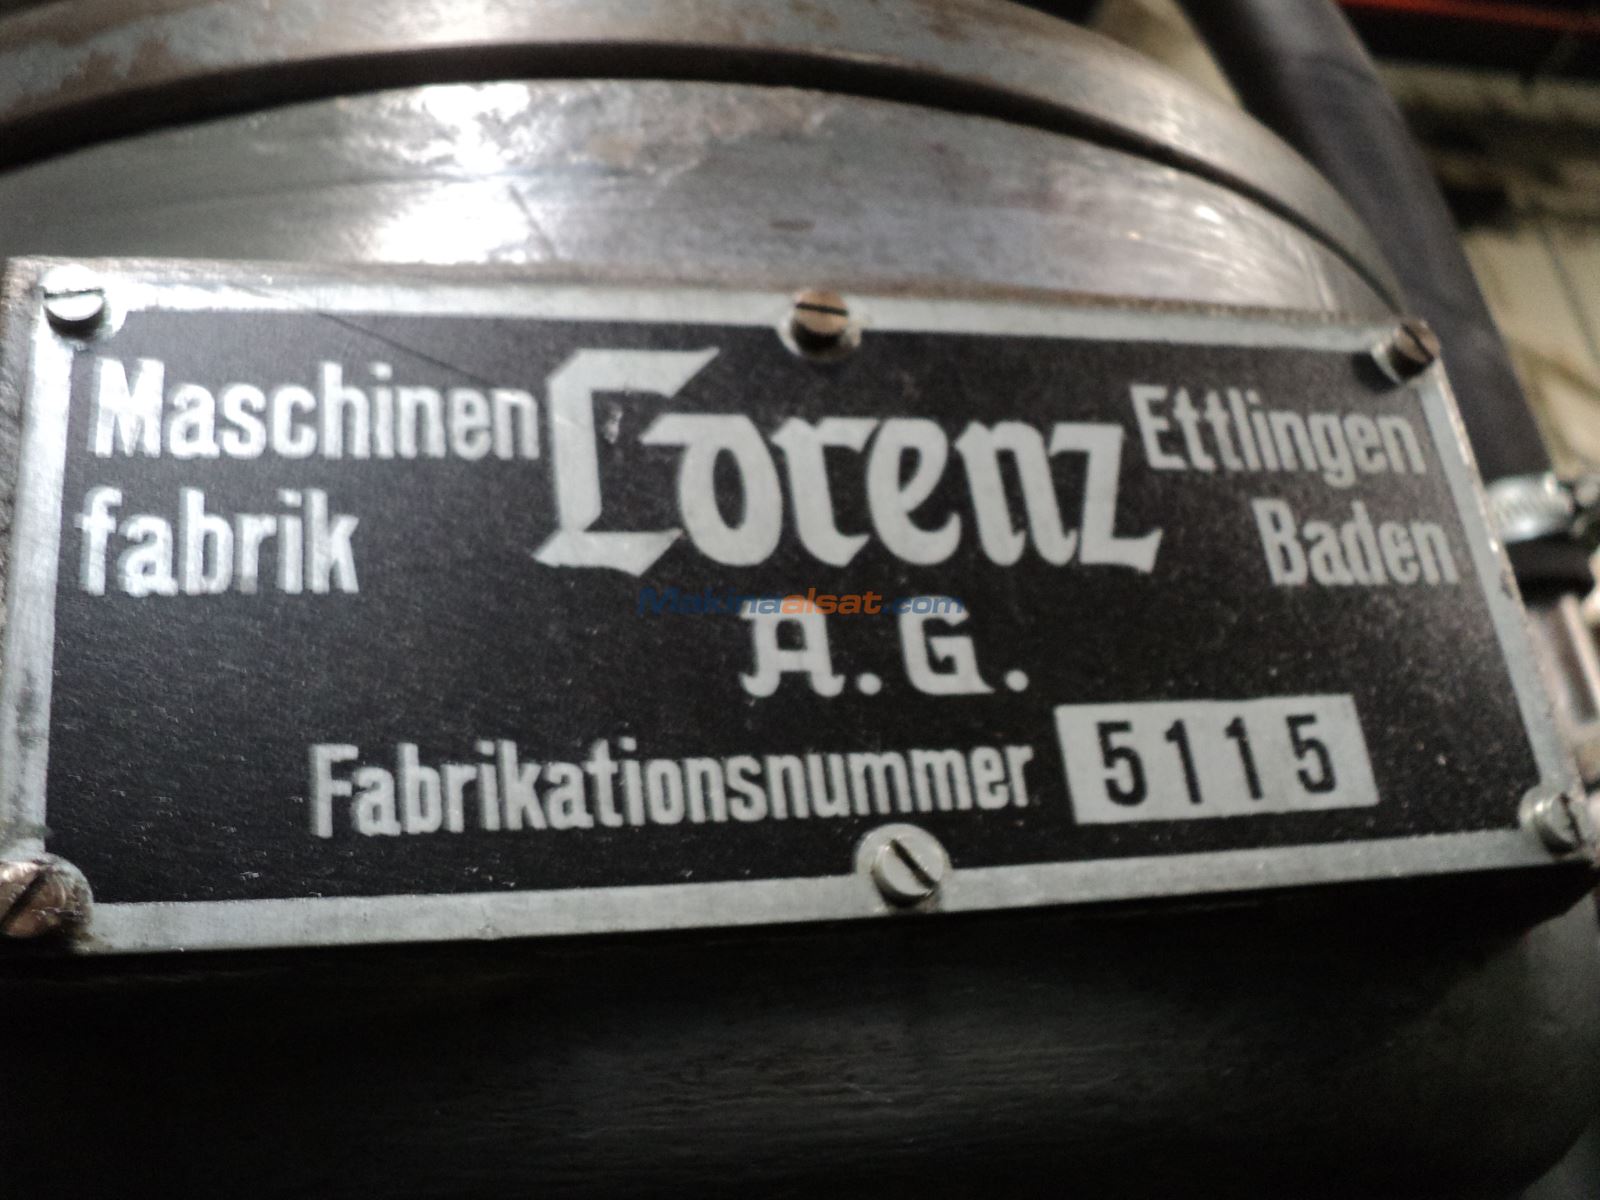 Maschinen
fabrik
Lorenz
A.G.
Ettlingen
Baden
Makinaalsat.com
Fabrikationsnummer 5115